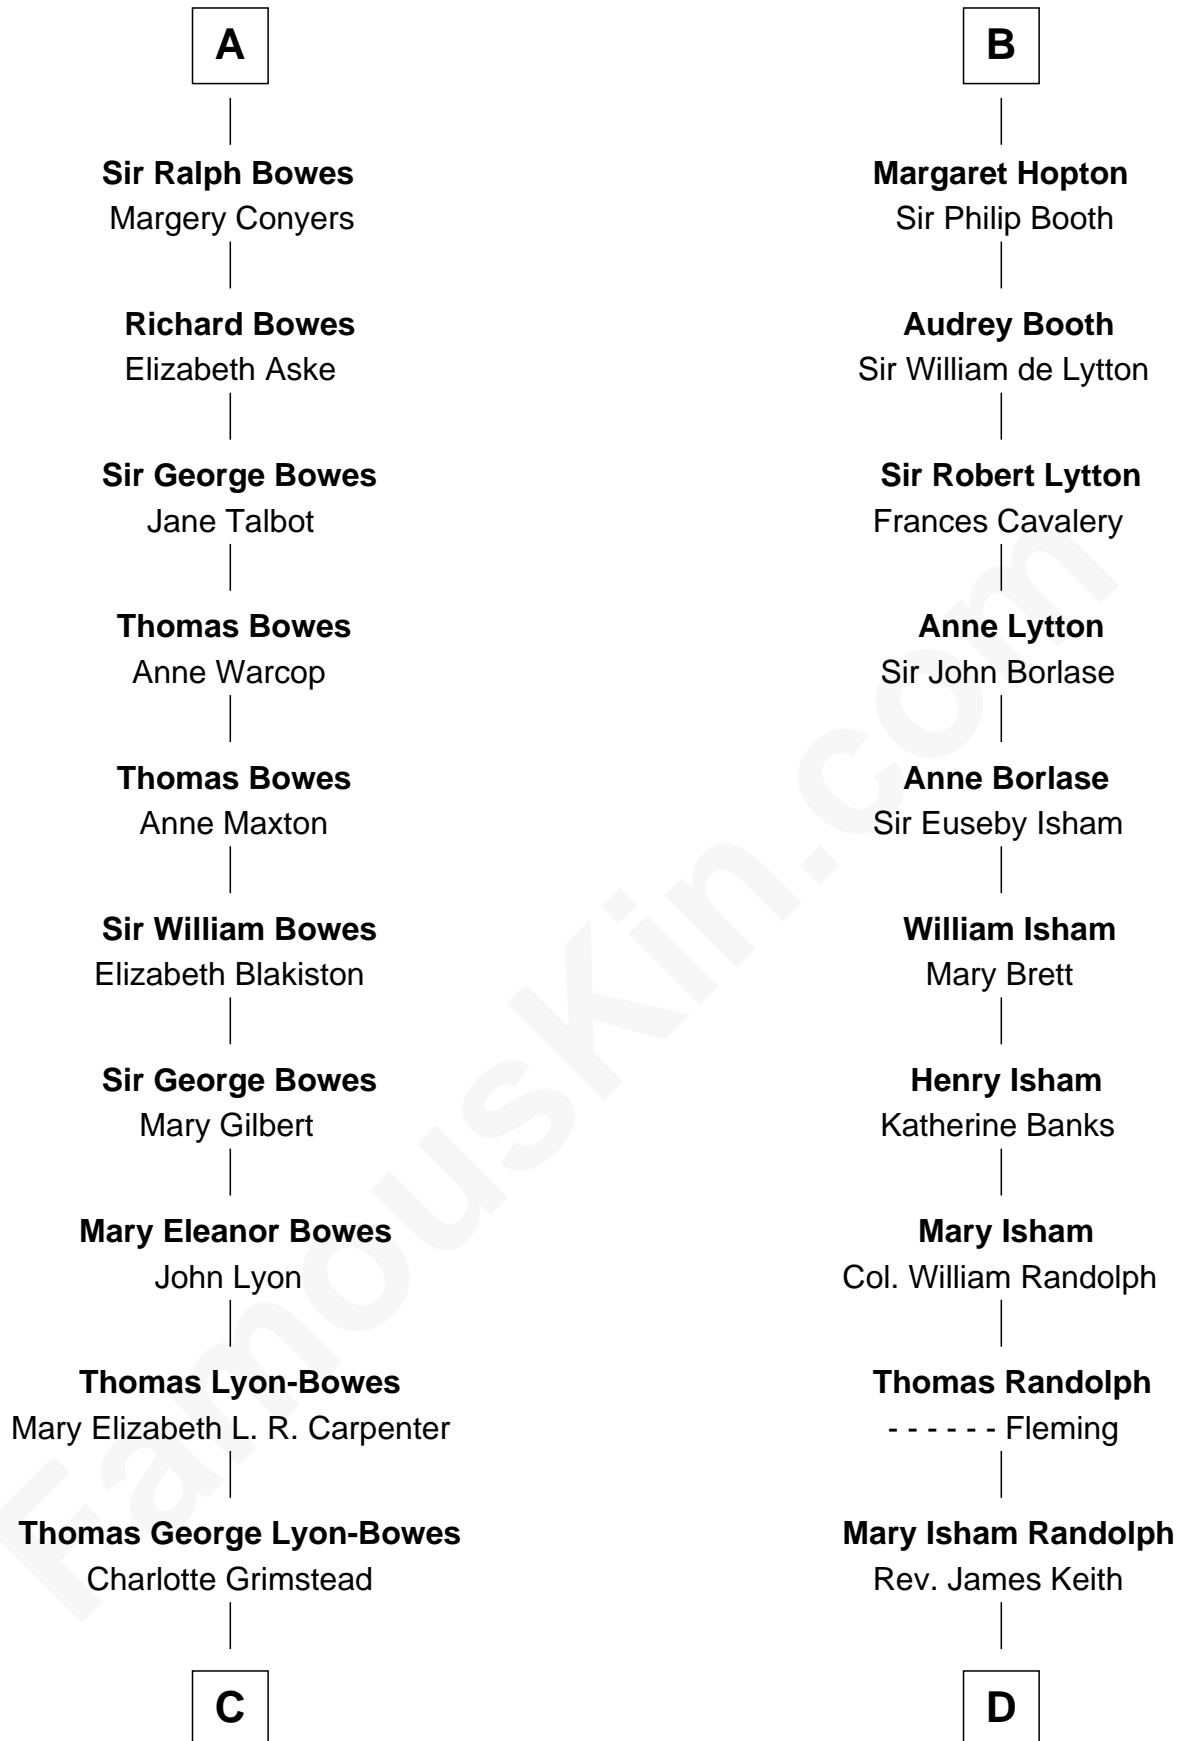 A
Sir Ralph Bowes
Margery Conyers
Richard Bowes
Elizabeth Aske
Sir George Bowes
Jane Talbot
Thomas Bowes
Anne Warcop
Thomas Bowes
Anne Maxton
Sir William Bowes
Elizabeth Blakiston
Sir George Bowes
Mary Gilbert
Mary Eleanor Bowes
John Lyon
Thomas Lyon-Bowes
Mary Elizabeth L. R. Carpenter
Thomas George Lyon-Bowes
Charlotte Grimstead
C
B
Margaret Hopton
Sir Philip Booth
Audrey Booth
Sir William de Lytton
Sir Robert Lytton
Frances Cavalery
Anne Lytton
Sir John Borlase
Anne Borlase
Sir Euseby Isham
William Isham
Mary Brett
Henry Isham
Katherine Banks
Mary Isham
Col. William Randolph
Thomas Randolph
- - - - - - Fleming
Mary Isham Randolph
Rev. James Keith
D
FamousKin.com